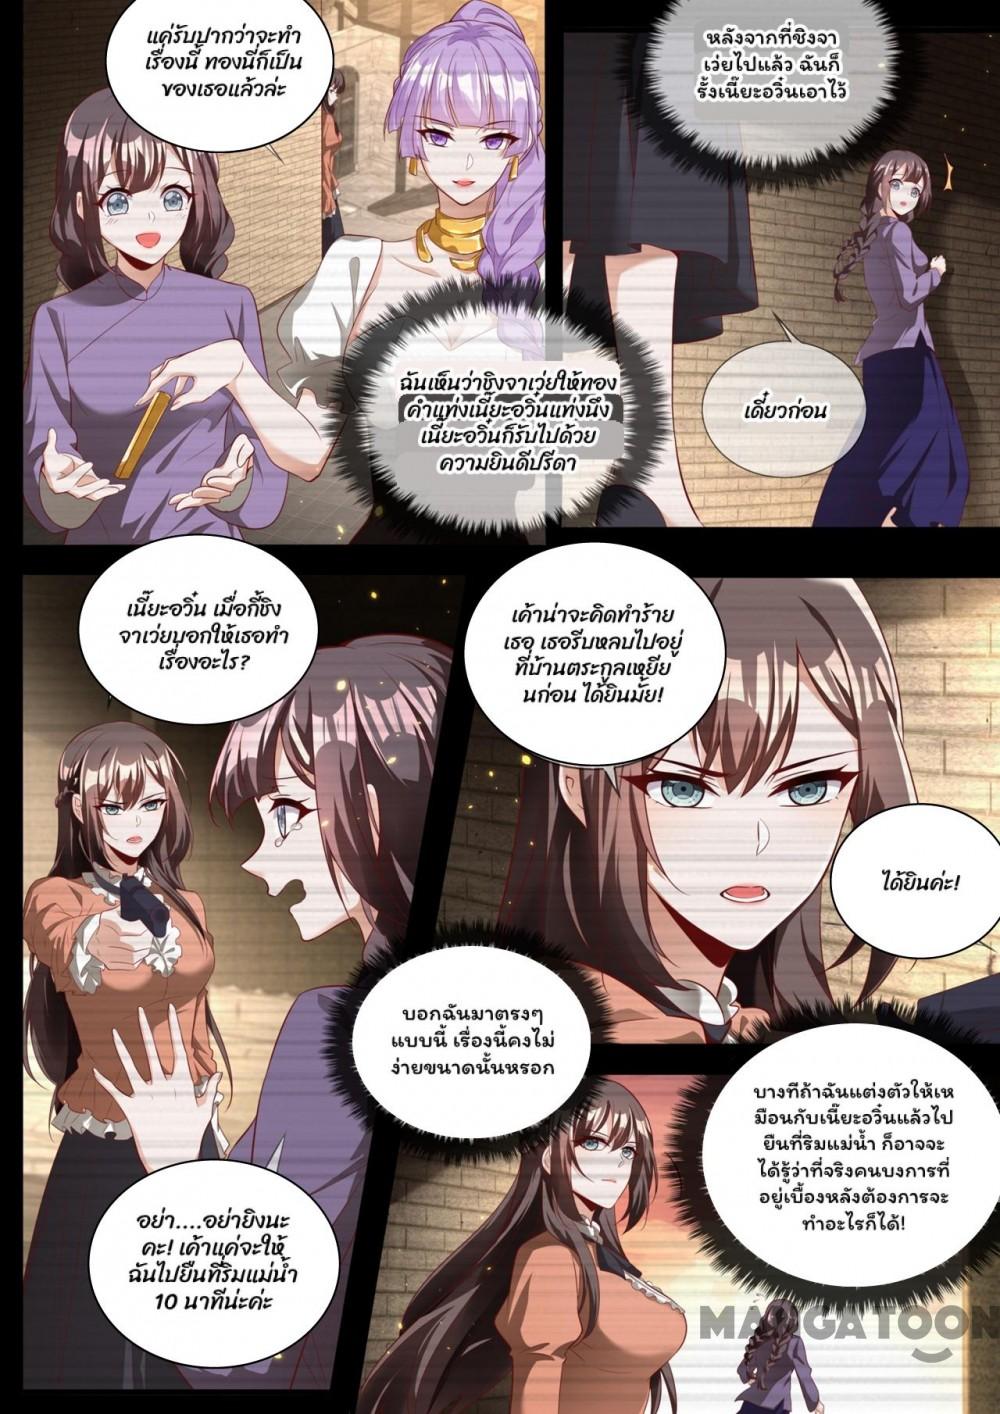 แค่รับปากว่าจะทำ
เรื่องนี้ ทองนี่ก็เป็น
ของเธอแล้วล่ะ
ฉันเห็นว่าชิงจาเว่ยให้ทอง
คำแท่งเนี๊ยะอวิ๋นแท่งนึง
เนี๊ยะอวิ๋นก็รับไปด้วย
ความยินดีปรีดา
หลังจากที่ชิงจา
เว่ยไปแล้ว ฉันก็
รั้งเนี๊ยะอวิ๋นเอาไว้
เดี๋ยวก่อน
เนี๊ยะอวิ๋น เมื่อกี้ชิง
จาเว่ยบอกให้เธอทำ
เรื่องอะไร?
อย่า....อย่ายิงนะ
คะ! เค้าแค่จะให้
ฉันไปยืนที่ริมแม่น้ำ
10 นาทีน่ะค่ะ
เค้าน่าจะคิดทำร้าย
เธอ เธอรีบหลบไปอยู่
ที่บ้านตระกูลเหยีย
นก่อน ได้ยินมั้ย!
ได้ยินค่ะ!
บอกฉันมาตรงๆ
แบบนี้ เรื่องนี้คงไม่
ง่ายขนาดนั้นหรอก
บางทีถ้าฉันแต่งตัวให้เห
มือนกับเนี๊ยะอวิ๋นแล้วไป
ยืนที่ริมแม่น้ำ ก็อาจจะ
ได้รู้ว่าที่จริงคนบงการที่
อยู่เบื้องหลังต้องการจะ
ทำอะไรก็ได้!
MANGATOON